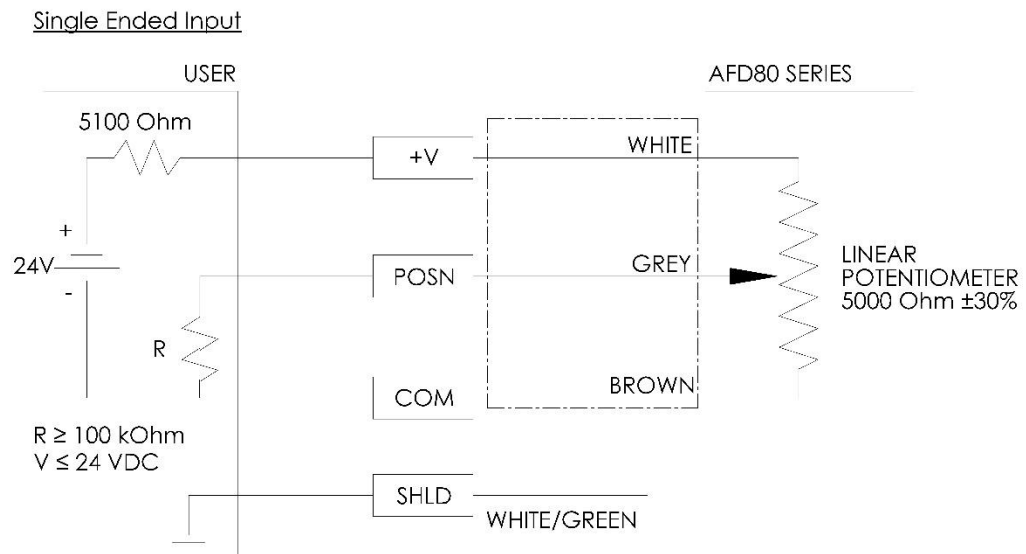 Single Ended Input
USER
AFD80 SERIES
5100 Ohm
+V
WHITE
+
24V
-
POSN
GREY
LINEAR
POTENTIOMETER
5000 Ohm ±30%
R
COM
BROWN
R ≥ 100 kOhm
V ≤ 24 VDC
SHLD
WHITE/GREEN